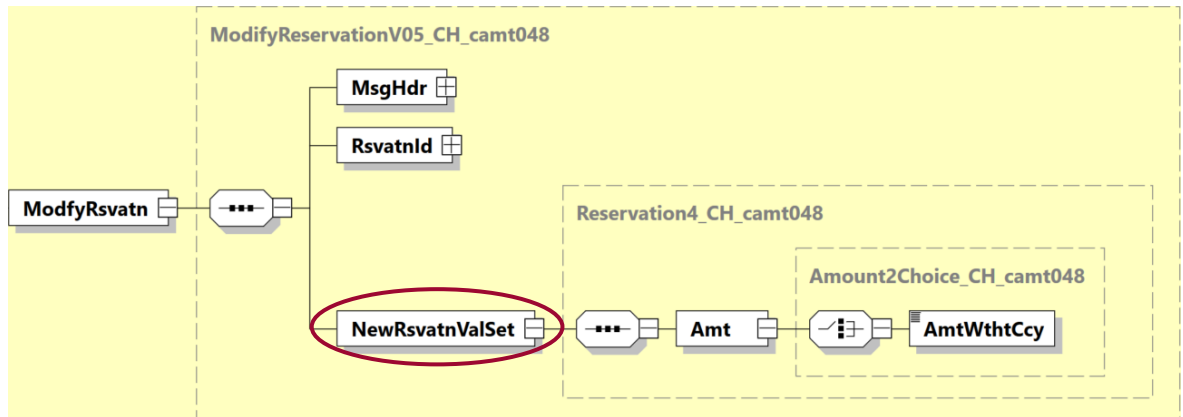 ModifyReservationV05_CH_camt048
MsgHdr
RsvatnId
ModfyRsvatn
Reservation4_CH_camt048
Amount2Choice_CH_camt048
NewRsvatnValSet
Amt
AmtWthtCcy